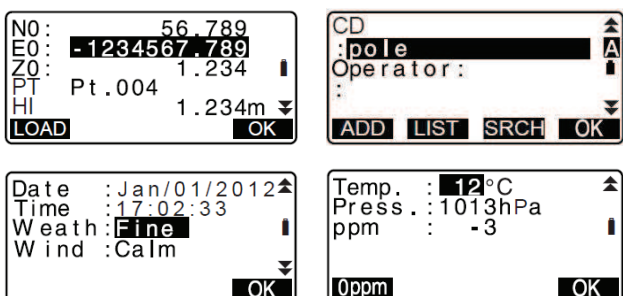 N0: 56.789
E0: -1234567.789
Z0: 1.234
PT Pt.004
HI 1.234m
LOAD OK
CD
:pole A
Operator:
:
ADD LIST SRCH OK
Date :Jan/01/2012
Time :17:02:33
Weath:Fine
Wind :Calm
OK
Temp. : 12°C
Press.:1013hPa
ppm : -3
0ppm OK